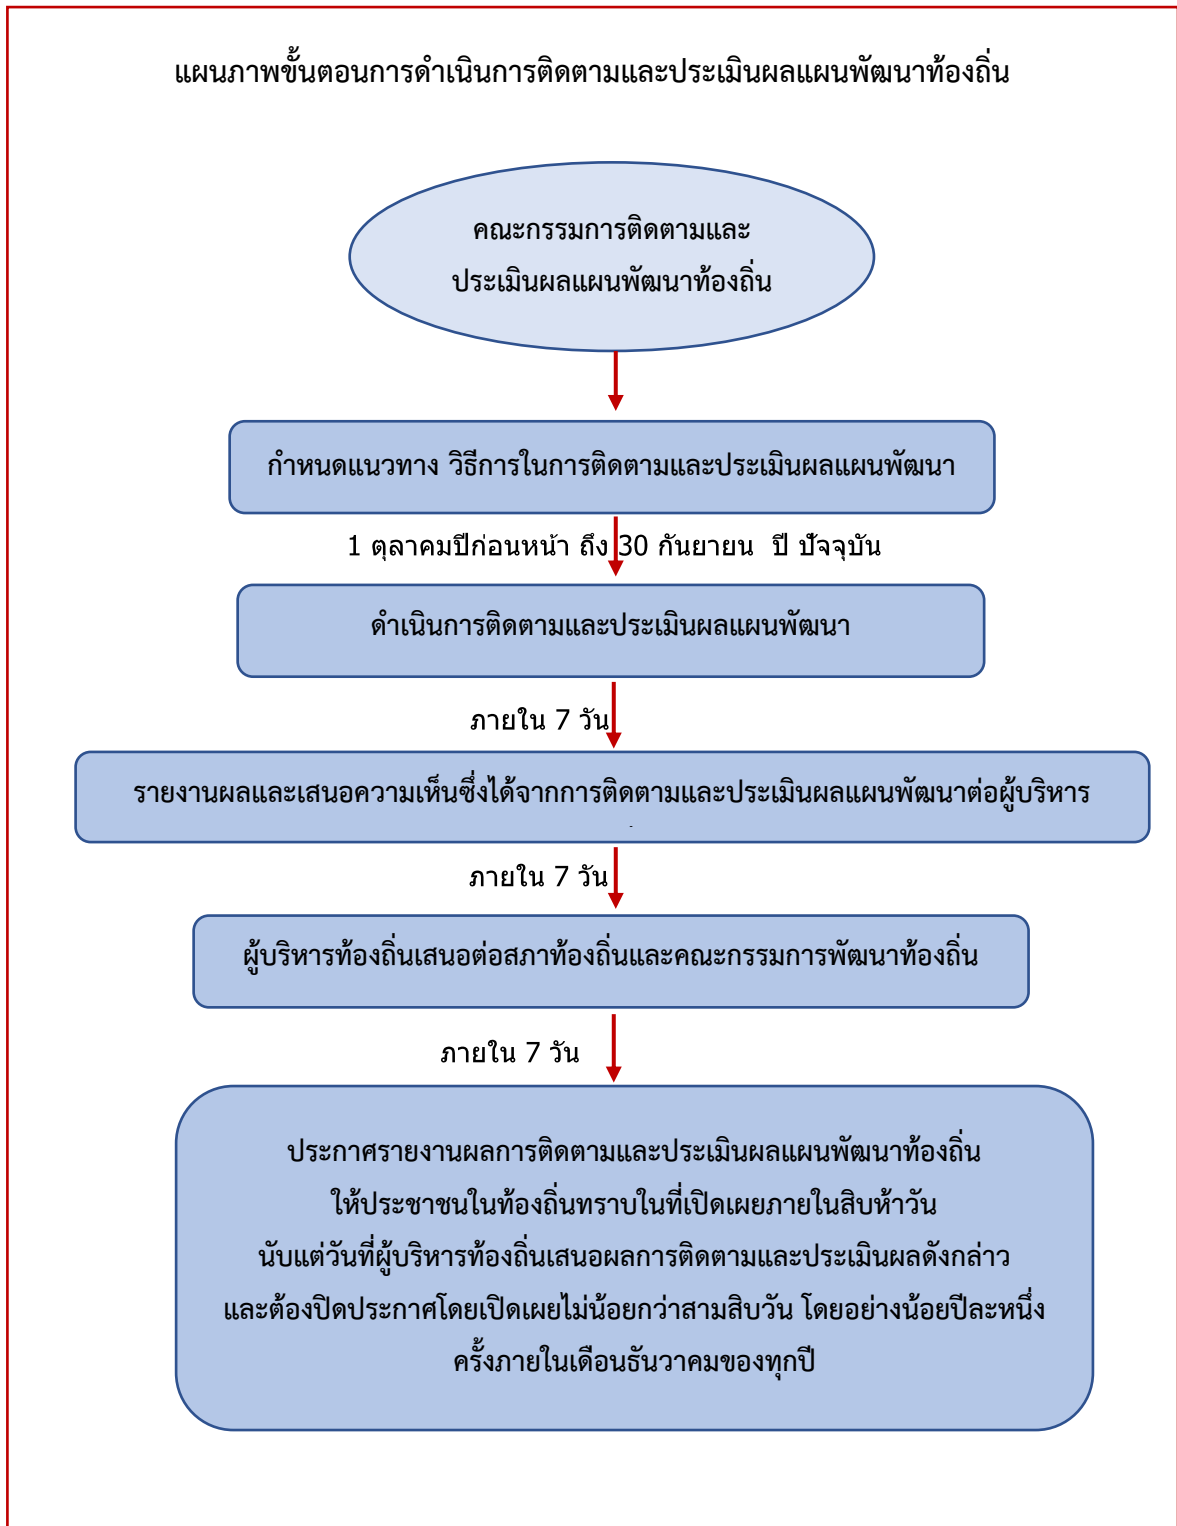 แผนภาพขั้นตอนการดำเนินการติดตามและประเมินผลแผนพัฒนาท้องถิ่น
คณะกรรมการติดตามและ
ประเมินผลแผนพัฒนาท้องถิ่น
กำหนดแนวทาง วิธีการในการติดตามและประเมินผลแผนพัฒนา
1 ตุลาคมปีก่อนหน้า ถึง 30 กันยายน ปี ปัจจุบัน
ดำเนินการติดตามและประเมินผลแผนพัฒนา
ภายใน 7 วัน
รายงานผลและเสนอความเห็นซึ่งได้จากการติดตามและประเมินผลแผนพัฒนาต่อผู้บริหาร
ภายใน 7 วัน
ผู้บริหารท้องถิ่นเสนอต่อสภาท้องถิ่นและคณะกรรมการพัฒนาท้องถิ่น
ภายใน 7 วัน
ประกาศรายงานผลการติดตามและประเมินผลแผนพัฒนาท้องถิ่น
ให้ประชาชนในท้องถิ่นทราบในที่เปิดเผยภายในสิบห้าวัน
นับแต่วันที่ผู้บริหารท้องถิ่นเสนอผลการติดตามและประเมินผลดังกล่าว
และต้องปิดประกาศโดยเปิดเผยไม่น้อยกว่าสามสิบวัน โดยอย่างน้อยปีละหนึ่ง
ครั้งภายในเดือนธันวาคมของทุกปี